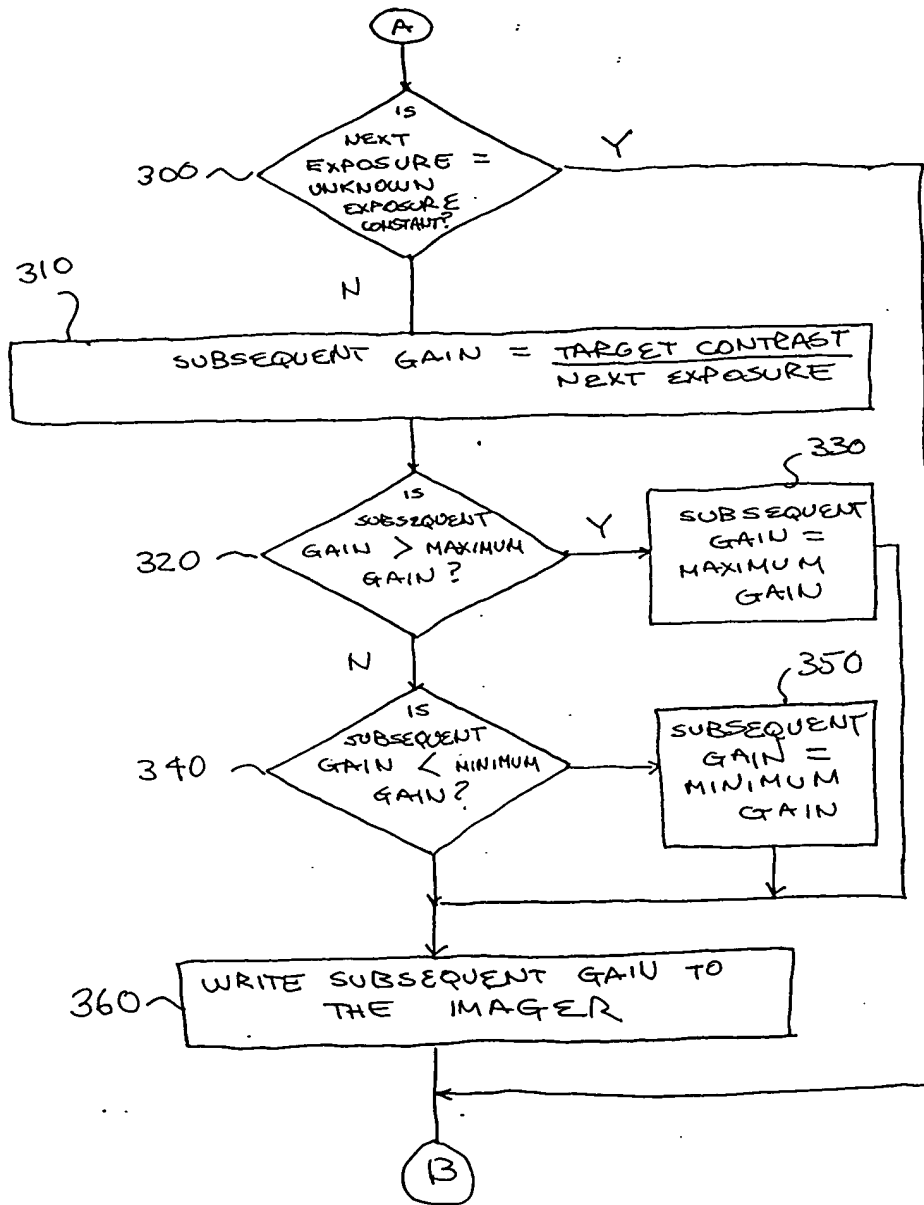 A
IS
NEXT
EXPOSURE =
UNKNOWN
EXPOSURE
CONSTANT?
Y
300
N
310
SUBSEQUENT GAIN = TARGET CONTRAST
NEXT EXPOSURE
330
IS
SUBSEQUENT
GAIN > MAXIMUM
GAIN?
320
Y
SUBSEQUENT
GAIN =
MAXIMUM
GAIN
N
350
IS
SUBSEQUENT
GAIN < MINIMUM
GAIN?
340
SUBSEQUENT
GAIN =
MINIMUM
GAIN
360
WRITE SUBSEQUENT GAIN TO
THE IMAGER
B